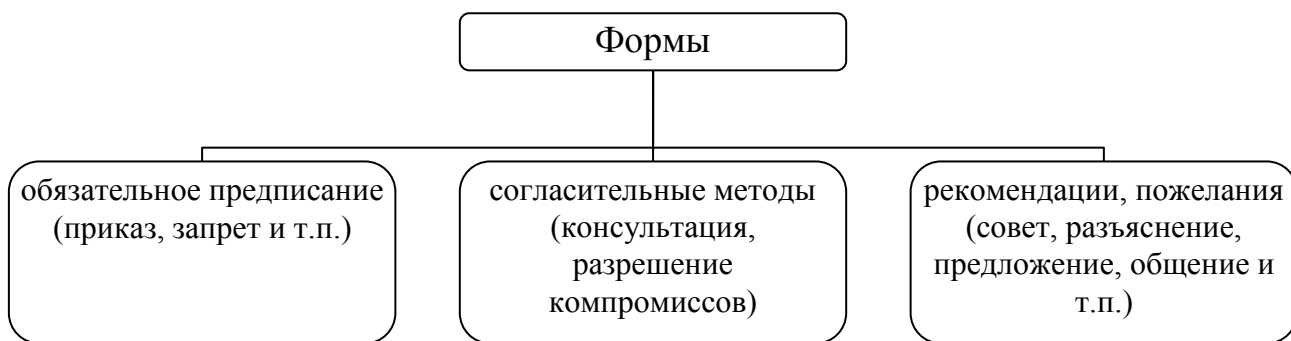 Формы
обязательное предписание
(приказ, запрет и т.п.)
согласительные методы
(консультация,
разрешение
компромиссов)
рекомендации, пожелания
(совет, разъяснение,
предложение, общение и
т.п.)